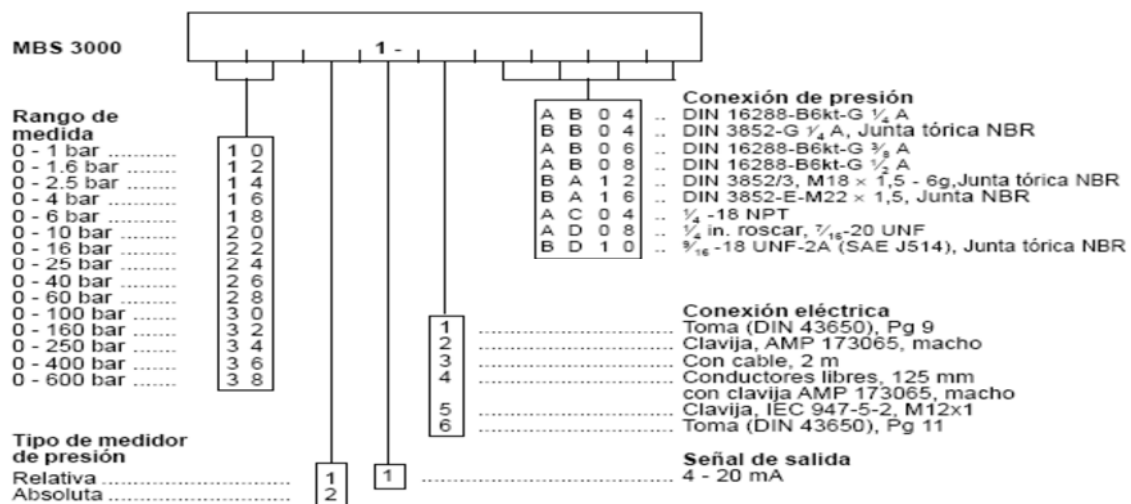 MBS 3000
1 -
Rango de
medida
0 - 1 bar .......... 1 0
0 - 1.6 bar ....... 1 2
0 - 2.5 bar ....... 1 4
0 - 4 bar .......... 1 6
0 - 6 bar .......... 1 8
0 - 10 bar ........ 2 0
0 - 16 bar ........ 2 2
0 - 25 bar ........ 2 4
0 - 40 bar ........ 2 6
0 - 60 bar ........ 2 8
0 - 100 bar ...... 3 0
0 - 160 bar ...... 3 2
0 - 250 bar ...... 3 4
0 - 400 bar ...... 3 6
0 - 600 bar ...... 3 8
Tipo de medidor
de presión
Relativa .................... 1
Absoluta .................... 2
Conexión de presión
A B 0 4 .. DIN 16288-B6kt-G ¼ A
B B 0 4 .. DIN 3852-G ¼ A, Junta tórica NBR
A B 0 6 .. DIN 16288-B6kt-G ⅜ A
A B 0 8 .. DIN 16288-B6kt-G ½ A
B A 1 2 .. DIN 3852/3, M18 × 1,5 - 6g,Junta tórica NBR
B A 1 6 .. DIN 3852-E-M22 × 1,5, Junta NBR
A C 0 4 .. ¼ -18 NPT
A D 0 8 .. ¼ in. roscar, 7/16-20 UNF
B D 1 0 .. 9/16 -18 UNF-2A (SAE J514), Junta tórica NBR
Conexión eléctrica
1 .......................... Toma (DIN 43650), Pg 9
2 .......................... Clavija, AMP 173065, macho
3 .......................... Con cable, 2 m
4 .......................... Conductores libres, 125 mm
con clavija AMP 173065, macho
5 .......................... Clavija, IEC 947-5-2, M12x1
6 .......................... Toma (DIN 43650), Pg 11
Señal de salida
1 .................................. 4 - 20 mA